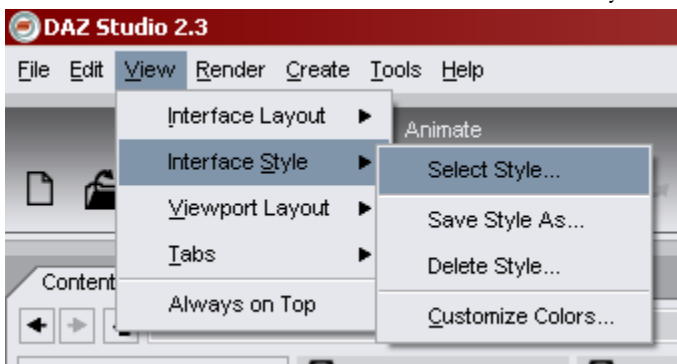 DAZ Studio 2.3
File Edit View Render Create Tools Help
Interface Layout
Animate
Interface Style
Select Style...
Viewport Layout
Save Style As...
Tabs
Delete Style...
Content
Always on Top
Customize Colors...